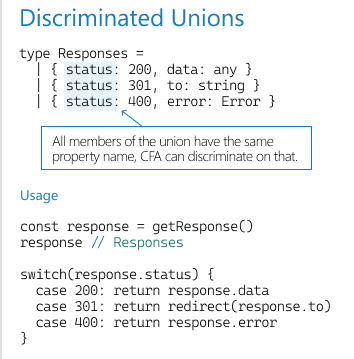 Discriminated Unions
type Responses =
  | { status: 200, data: any }
  | { status: 301, to: string }
  | { status: 400, error: Error }
All members of the union have the same
property name, CFA can discriminate on that.
Usage
const response = getResponse()
response // Responses
switch(response.status) {
  case 200: return response.data
  case 301: return redirect(response.to)
  case 400: return response.error
}